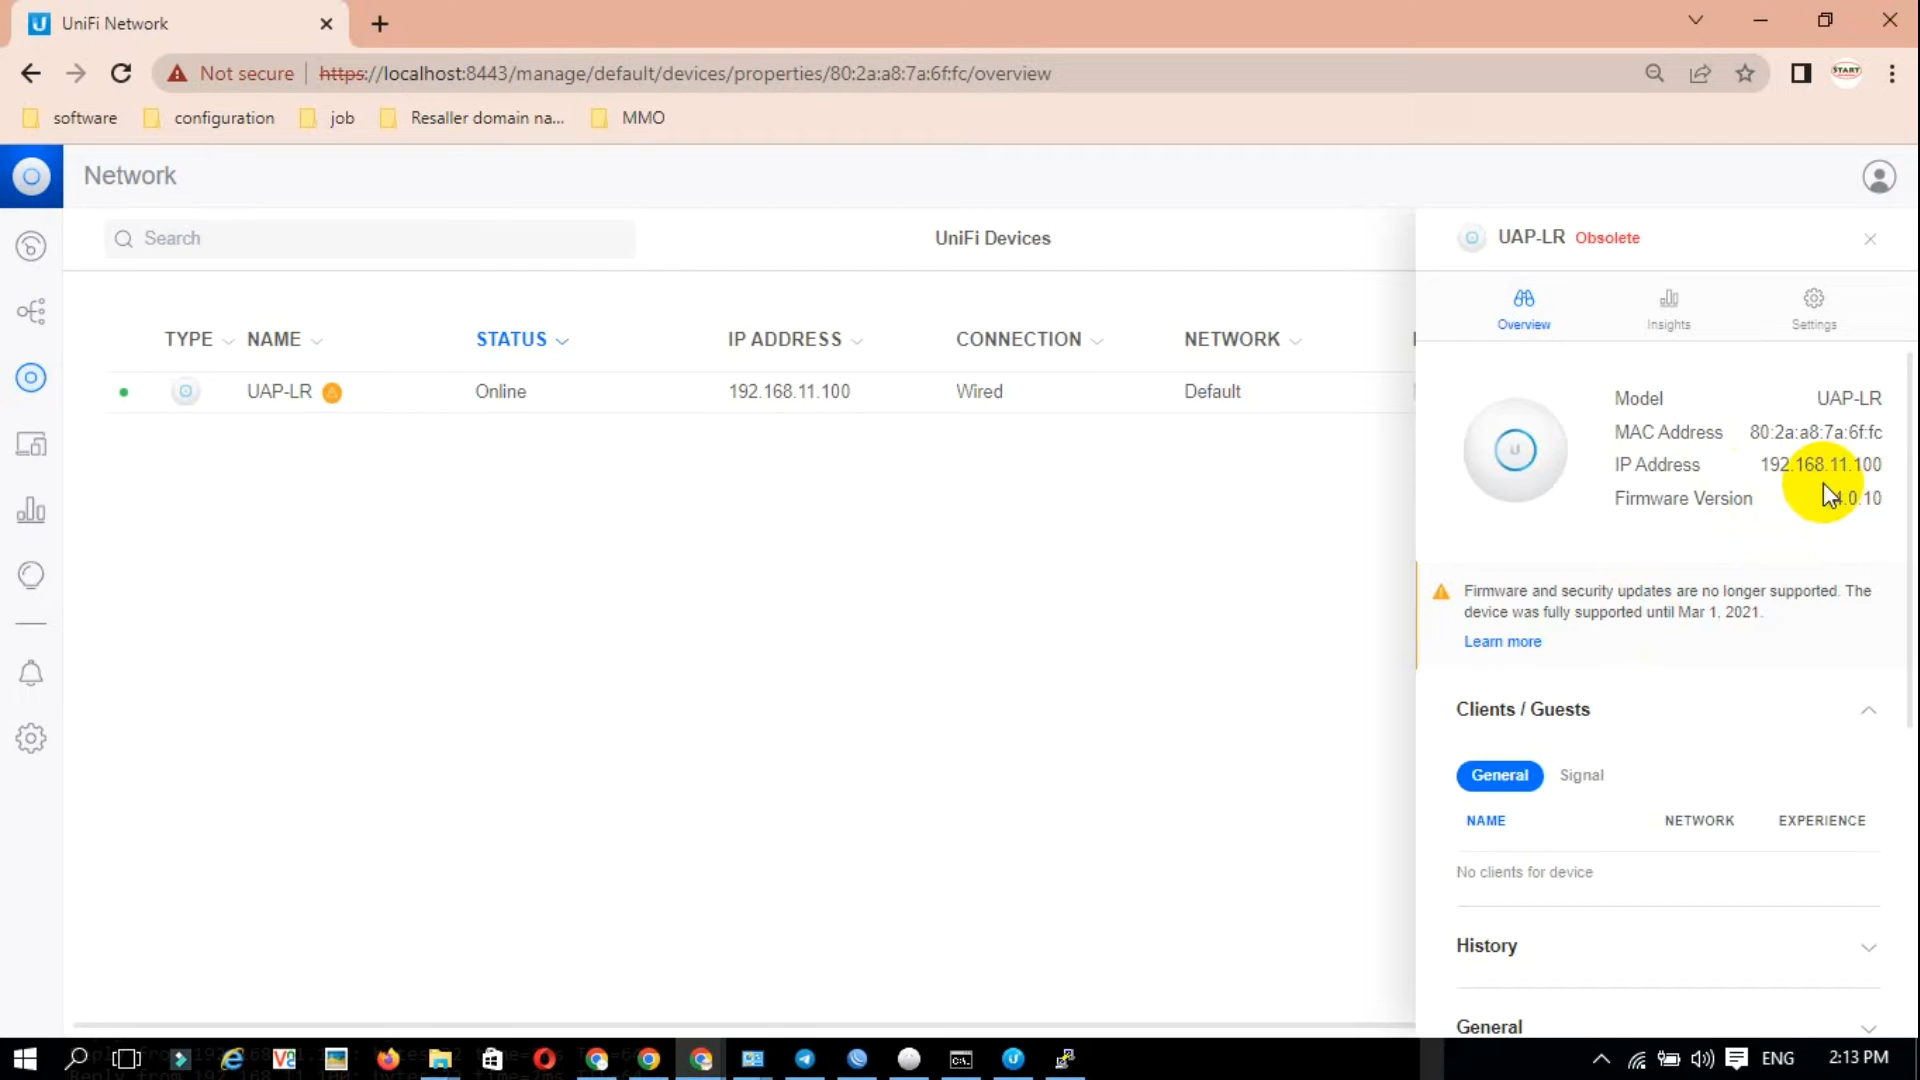 UniFi Network
Not secure
https://localhost:8443/manage/default/devices/properties/80:2a:a8:7a:6f:fc/overview
START
software
configuration
job
Resaller domain na...
MMO
Network
Search
UniFi Devices
UAP-LR Obsolete
Overview
Insights
Settings
TYPE NAME STATUS IP ADDRESS CONNECTION NETWORK
UAP-LR Online 192.168.11.100 Wired Default
Model UAP-LR
MAC Address 80:2a:a8:7a:6f:fc
IP Address 192.168.11.100
Firmware Version .0.10
Firmware and security updates are no longer supported. The
device was fully supported until Mar 1, 2021.
Learn more
Clients / Guests
General Signal
NAME NETWORK EXPERIENCE
No clients for device
History
General
ENG
2:13 PM